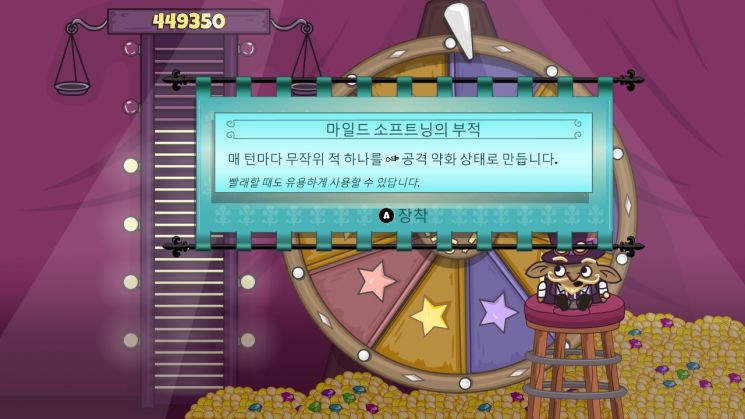 449350
마일드 소프트닝의 부적
매 턴마다 무작위 적 하나를 공격 약화 상태로 만듭니다.
빨래할 때도 유용하게 사용할 수 있답니다.
A 장착